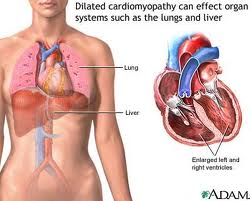 Dilated cardiomyopathy can effect organ
systems such as the lungs and liver
Lung
Liver
Enlarged left and
right ventricles
ADAM.